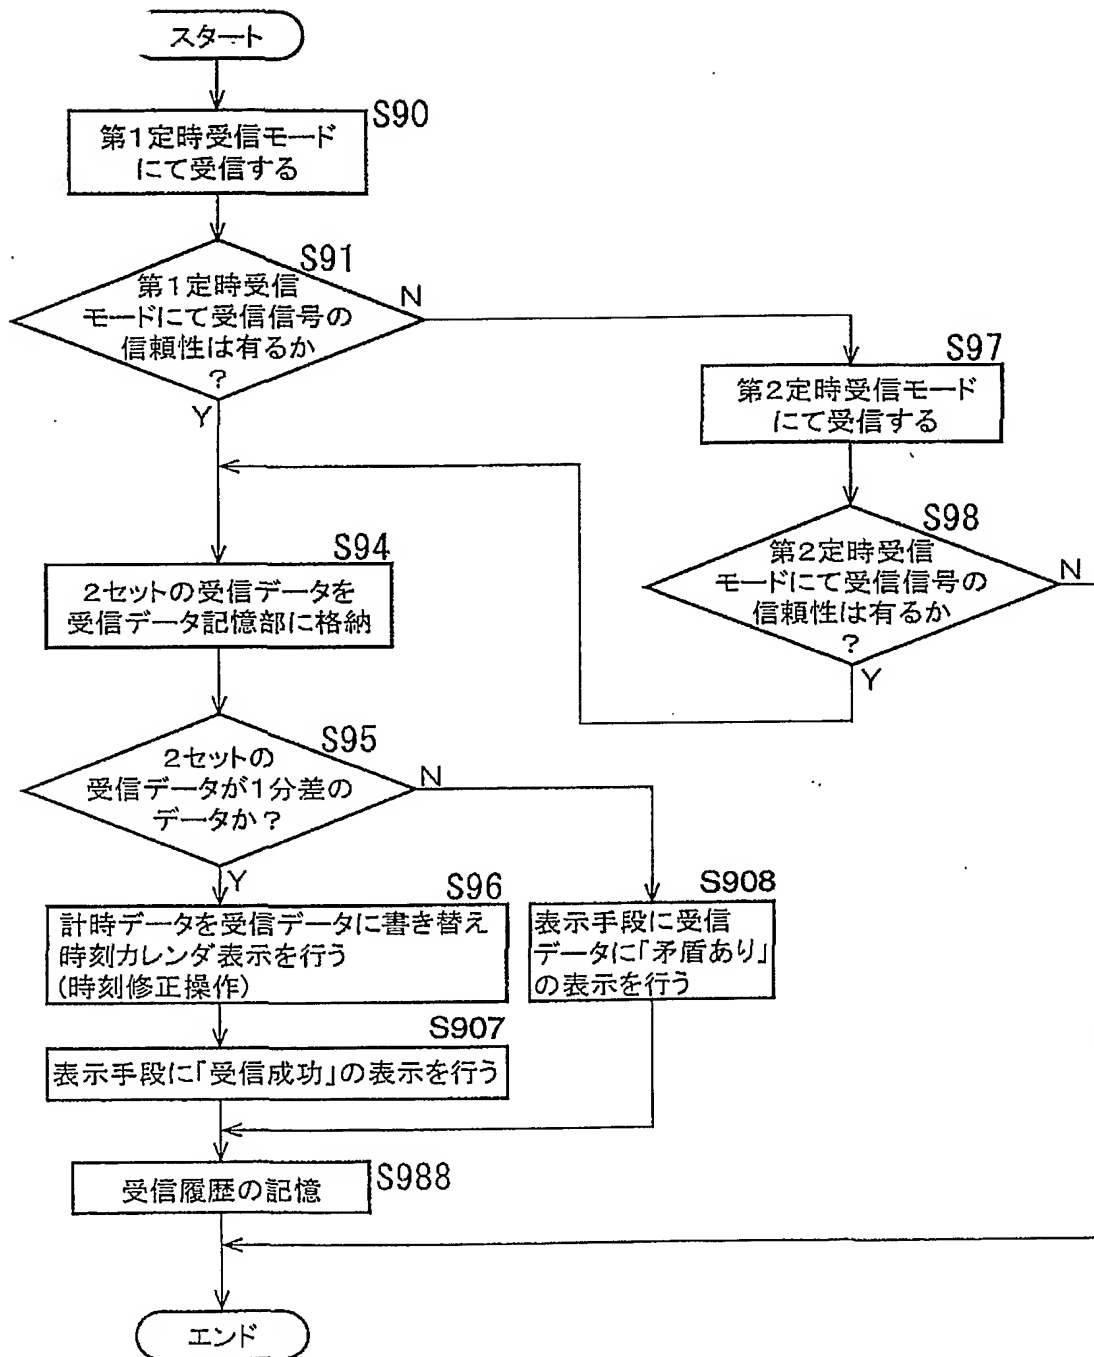 スタート
S90
第1定時受信モード
にて受信する
S91
第1定時受信
モードにて受信信号の
信頼性は有るか
?
N
Y
S97
第2定時受信モード
にて受信する
S98
第2定時受信
モードにて受信信号の
信頼性は有るか
?
N
Y
S94
2セットの受信データを
受信データ記憶部に格納
S95
2セットの
受信データが1分差の
データか?
N
Y
S96
計時データを受信データに書き替え
時刻カレンダ表示を行う
(時刻修正操作)
S908
表示手段に受信
データに「矛盾あり」
の表示を行う
S907
表示手段に「受信成功」の表示を行う
受信履歴の記憶
S988
エンド